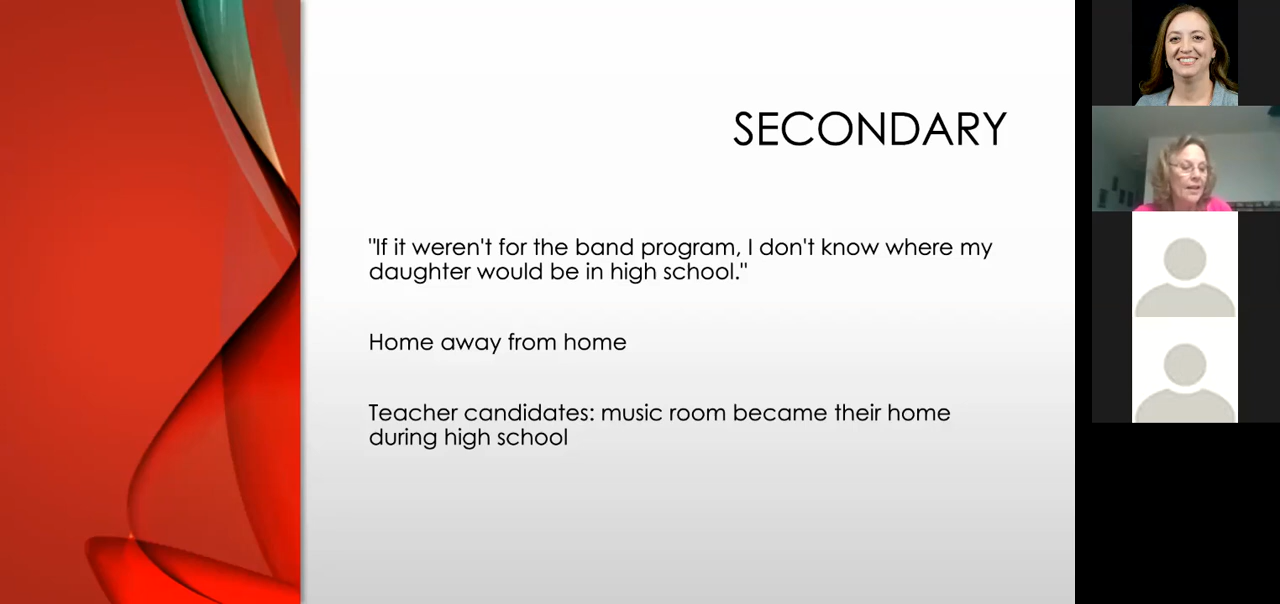 SECONDARY
"If it weren't for the band program, I don't know where my
daughter would be in high school."
Home away from home
Teacher candidates: music room became their home
during high school